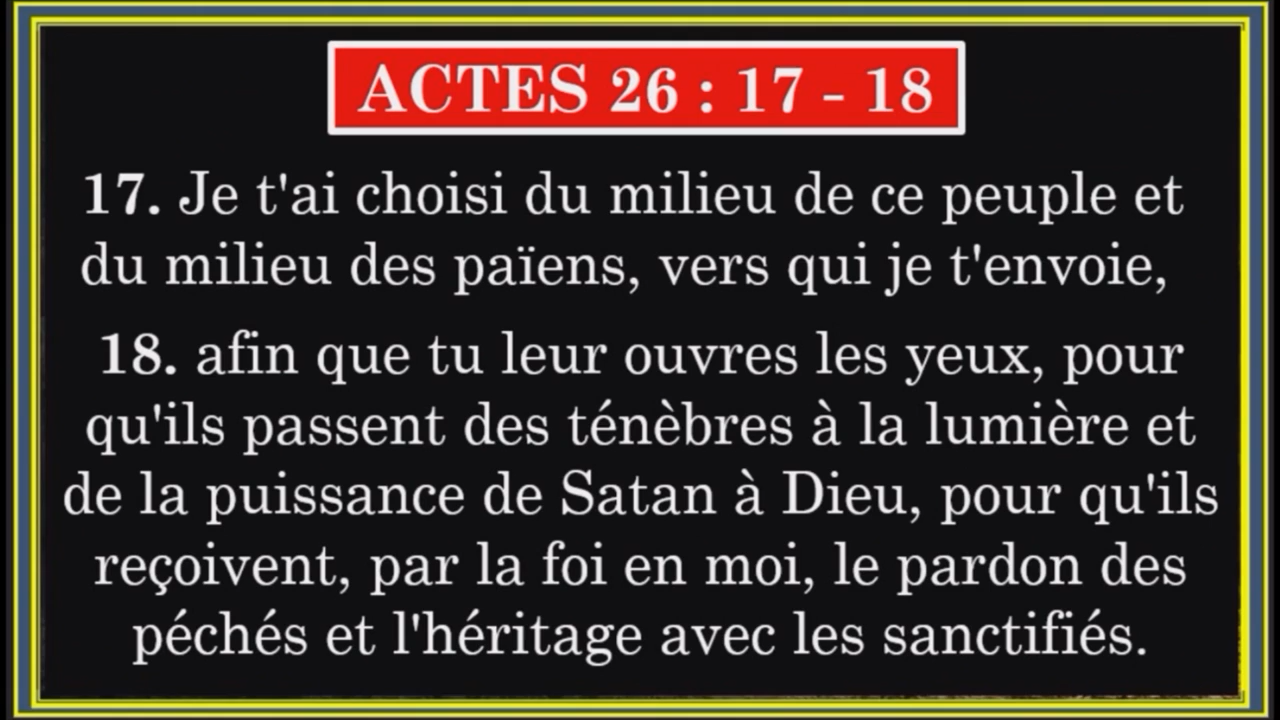 ACTES 26 : 17 - 18
17. Je t'ai choisi du milieu de ce peuple et
du milieu des païens, vers qui je t'envoie,
18. afin que tu leur ouvres les yeux, pour
qu'ils passent des ténèbres à la lumière et
de la puissance de Satan à Dieu, pour qu'ils
reçoivent, par la foi en moi, le pardon des
péchés et l'héritage avec les sanctifiés.